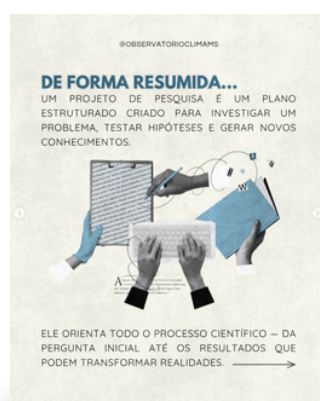 @OBSERVATORIOCLIMAMS
DE FORMA RESUMIDA...
UM PROJETO DE PESQUISA É UM PLANO
ESTRUTURADO CRIADO PARA INVESTIGAR UM
PROBLEMA, TESTAR HIPÓTESES E GERAR NOVOS
CONHECIMENTOS.
U
W
A
ELE ORIENTA TODO O PROCESSO CIENTÍFICO — DA
PERGUNTA INICIAL ATÉ OS RESULTADOS QUE
PODEM TRANSFORMAR REALIDADES.